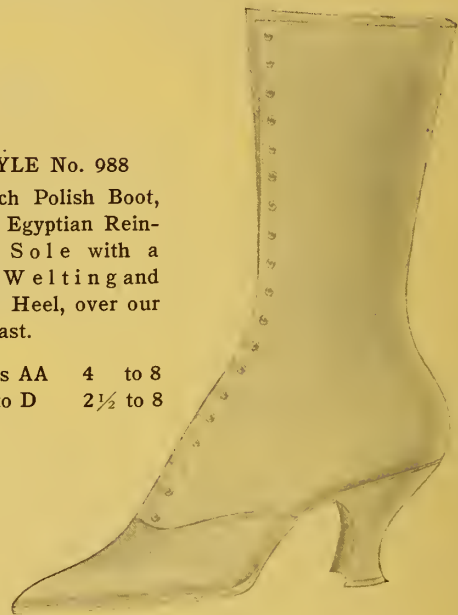 YLE No. 988
ch Polish Boot,
Egyptian Rein-
Sole with a
Welting and
Heel, over our
ast.
s AA 4 to 8
to D 2½ to 8